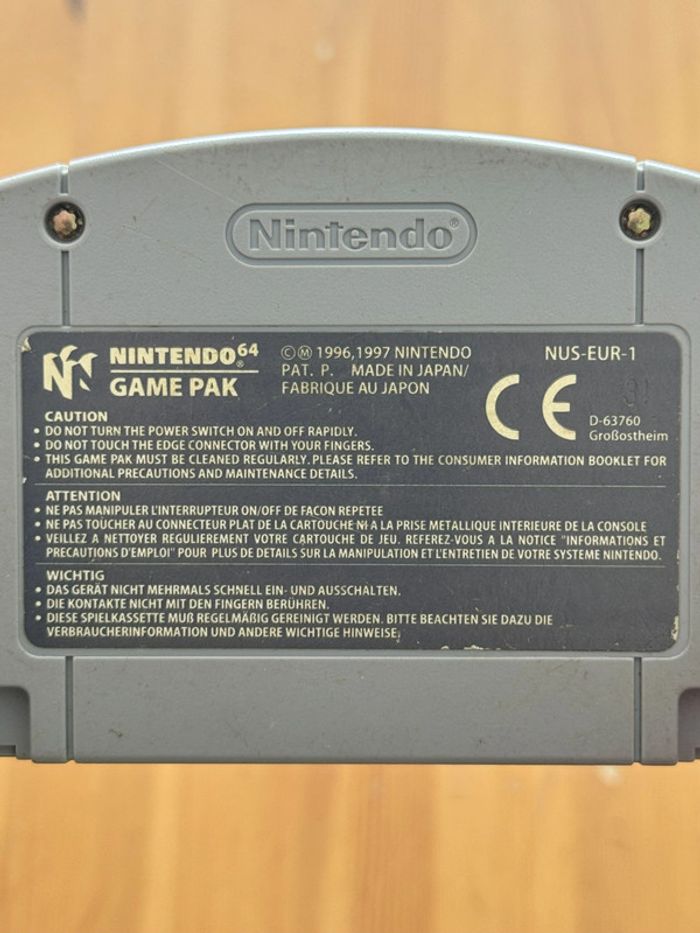 Nintendo®
NINTENDO⁶⁴®
GAME PAK
©Ⓜ 1996,1997 NINTENDO
PAT. P. MADE IN JAPAN/
FABRIQUE AU JAPON
NUS-EUR-1
CE
D-63760
Großostheim
CAUTION
• DO NOT TURN THE POWER SWITCH ON AND OFF RAPIDLY.
• DO NOT TOUCH THE EDGE CONNECTOR WITH YOUR FINGERS.
• THIS GAME PAK MUST BE CLEANED REGULARLY. PLEASE REFER TO THE CONSUMER INFORMATION BOOKLET FOR
ADDITIONAL PRECAUTIONS AND MAINTENANCE DETAILS.
ATTENTION
• NE PAS MANIPULER L'INTERRUPTEUR ON/OFF DE FACON REPETEE
• NE PAS TOUCHER AU CONNECTEUR PLAT DE LA CARTOUCHE NI A LA PRISE METALLIQUE INTERIEURE DE LA CONSOLE
• VEILLEZ A NETTOYER REGULIEREMENT VOTRE CARTOUCHE DE JEU. REFEREZ-VOUS A LA NOTICE "INFORMATIONS ET
PRECAUTIONS D'EMPLOI" POUR PLUS DE DETAILS SUR LA MANIPULATION ET L'ENTRETIEN DE VOTRE SYSTEME NINTENDO.
WICHTIG
• DAS GERÄT NICHT MEHRMALS SCHNELL EIN- UND AUSSCHALTEN.
• DIE KONTAKTE NICHT MIT DEN FINGERN BERÜHREN.
• DIESE SPIELKASSETTE MUß REGELMÄßIG GEREINIGT WERDEN. BITTE BEACHTEN SIE DAZU DIE
VERBRAUCHERINFORMATION UND ANDERE WICHTIGE HINWEISE.